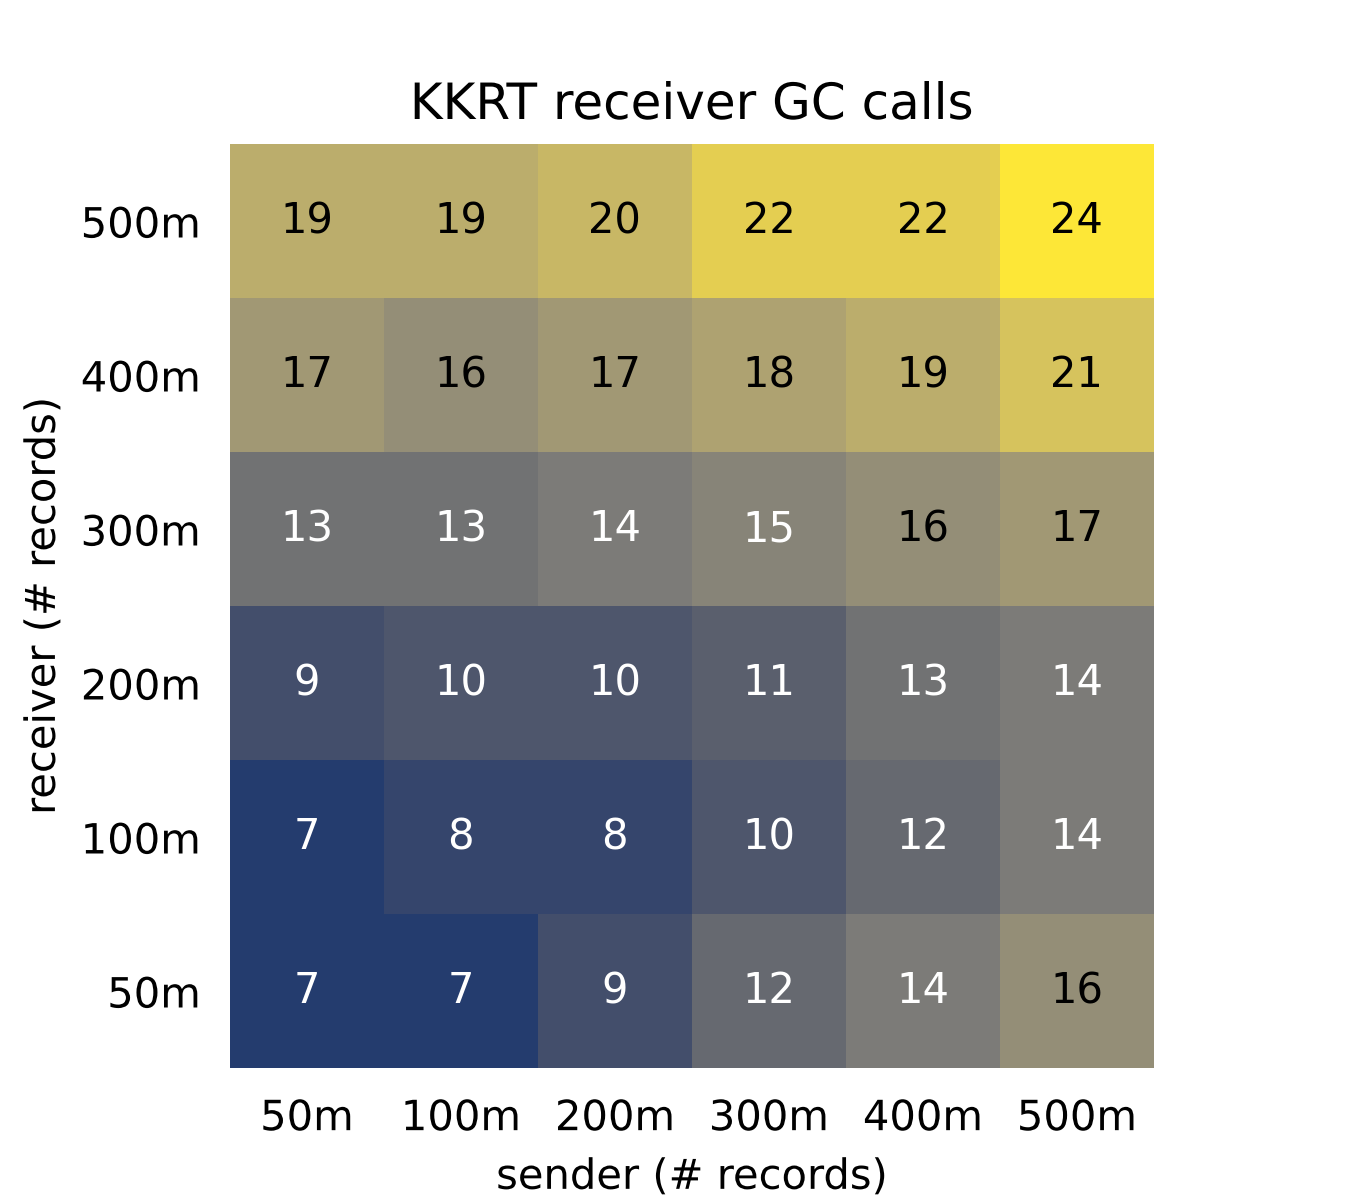 KKRT receiver GC calls
500m 19 19 20 22 22 24
400m 17 16 17 18 19 21
300m 13 13 14 15 16 17
200m 9 10 10 11 13 14
100m 7 8 8 10 12 14
50m 7 7 9 12 14 16
receiver (# records)
50m 100m 200m 300m 400m 500m
sender (# records)